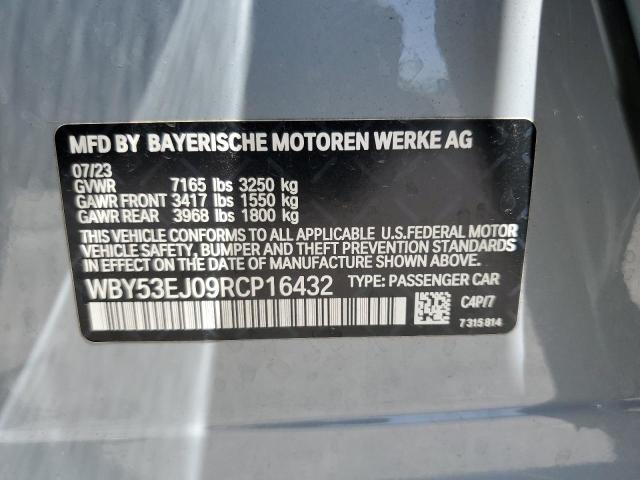 MFD BY BAYERISCHE MOTOREN WERKE AG
07/23
GVWR 7165 lbs 3250 kg
GAWR FRONT 3417 lbs 1550 kg
GAWR REAR 3968 lbs 1800 kg
THIS VEHICLE CONFORMS TO ALL APPLICABLE U.S.FEDERAL MOTOR
VEHICLE SAFETY, BUMPER AND THEFT PREVENTION STANDARDS
IN EFFECT ON THE DATE OF MANUFACTURE SHOWN ABOVE.
WBY53EJ09RCP16432 TYPE: PASSENGER CAR
C4P/7
7315814